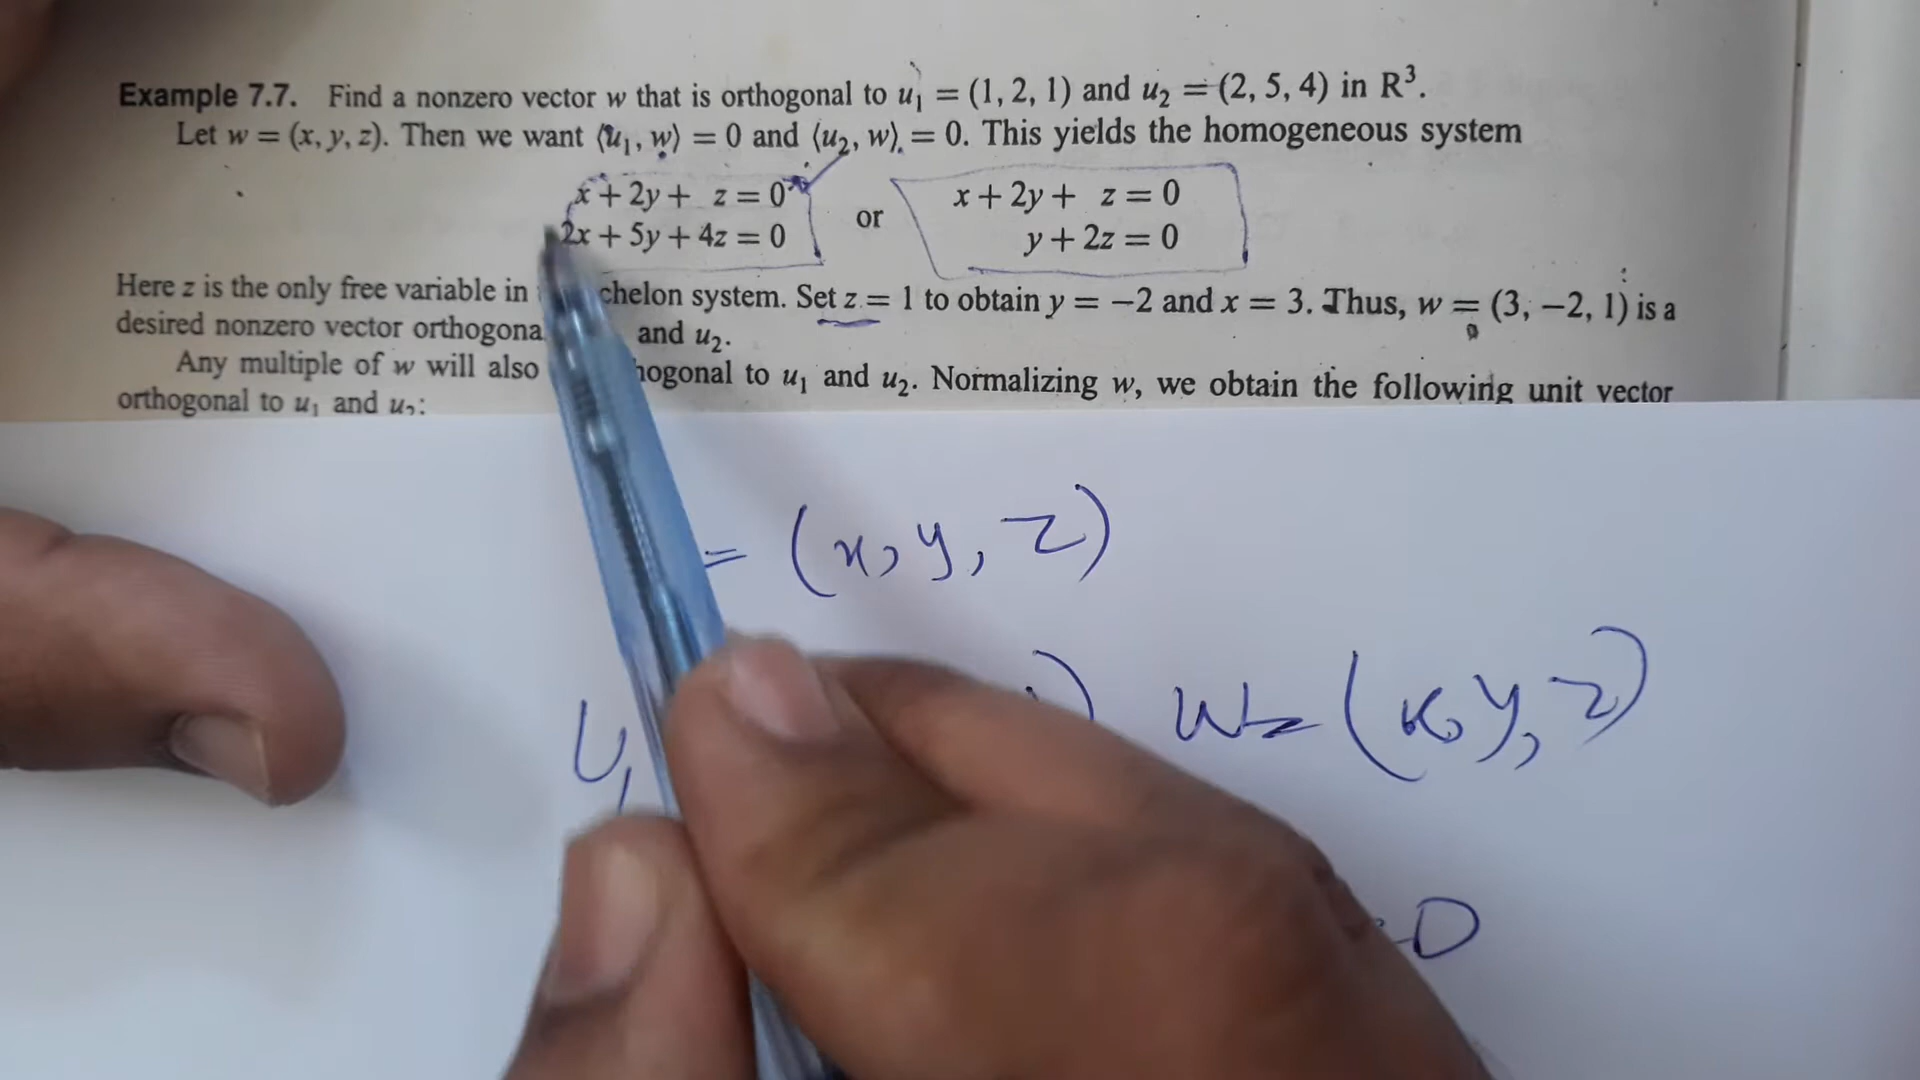 Example 7.7. Find a nonzero vector w that is orthogonal to u₁ = (1, 2, 1) and u₂ = (2, 5, 4) in R³.
Let w = (x, y, z). Then we want ⟨u₁, w⟩ = 0 and ⟨u₂, w⟩ = 0. This yields the homogeneous system
x + 2y + z = 0 or x + 2y + z = 0
2x + 5y + 4z = 0 y + 2z = 0
Here z is the only free variable in chelon system. Set z = 1 to obtain y = −2 and x = 3. Thus, w = (3, −2, 1) is a
desired nonzero vector orthogona and u₂.
Any multiple of w will also hogonal to u₁ and u₂. Normalizing w, we obtain the following unit vector
orthogonal to u₁ and u₂:
= (x, y, z)
U₁ ) w = (x, y, z)
=0